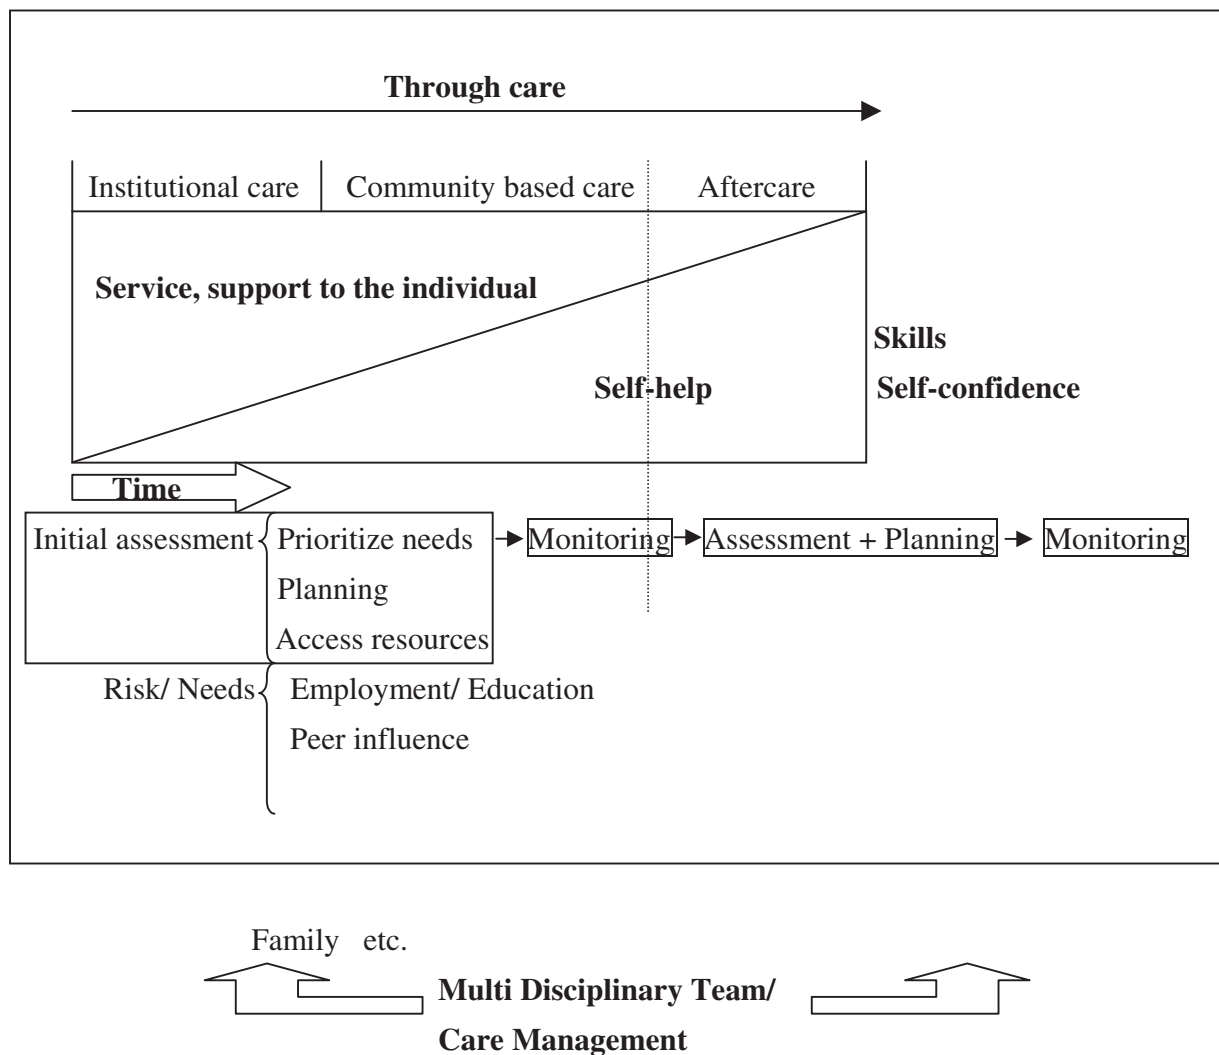 Through care
Institutional care Community based care Aftercare
Service, support to the individual
Skills
Self-help Self-confidence
Time
Initial assessment Prioritize needs Monitoring Assessment + Planning Monitoring
Planning
Access resources
Risk/ Needs Employment/ Education
Peer influence
Family etc.
Multi Disciplinary Team/
Care Management